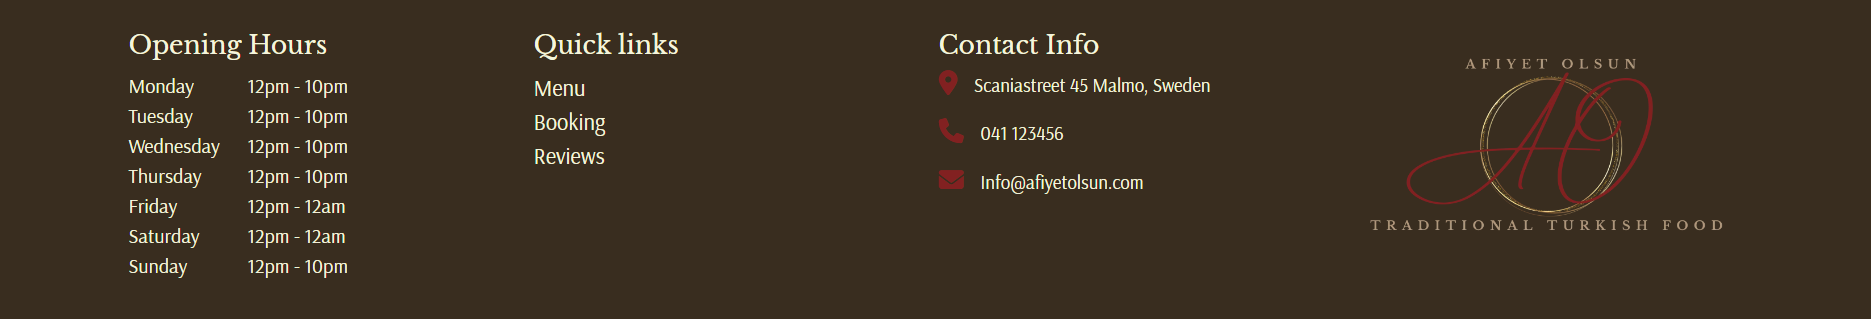 Opening Hours
Monday 12pm - 10pm
Tuesday 12pm - 10pm
Wednesday 12pm - 10pm
Thursday 12pm - 10pm
Friday 12pm - 12am
Saturday 12pm - 12am
Sunday 12pm - 10pm
Quick links
Menu
Booking
Reviews
Contact Info
Scaniastreet 45 Malmo, Sweden
041 123456
Info@afiyetolsun.com
AFIYET OLSUN
AO
TRADITIONAL TURKISH FOOD